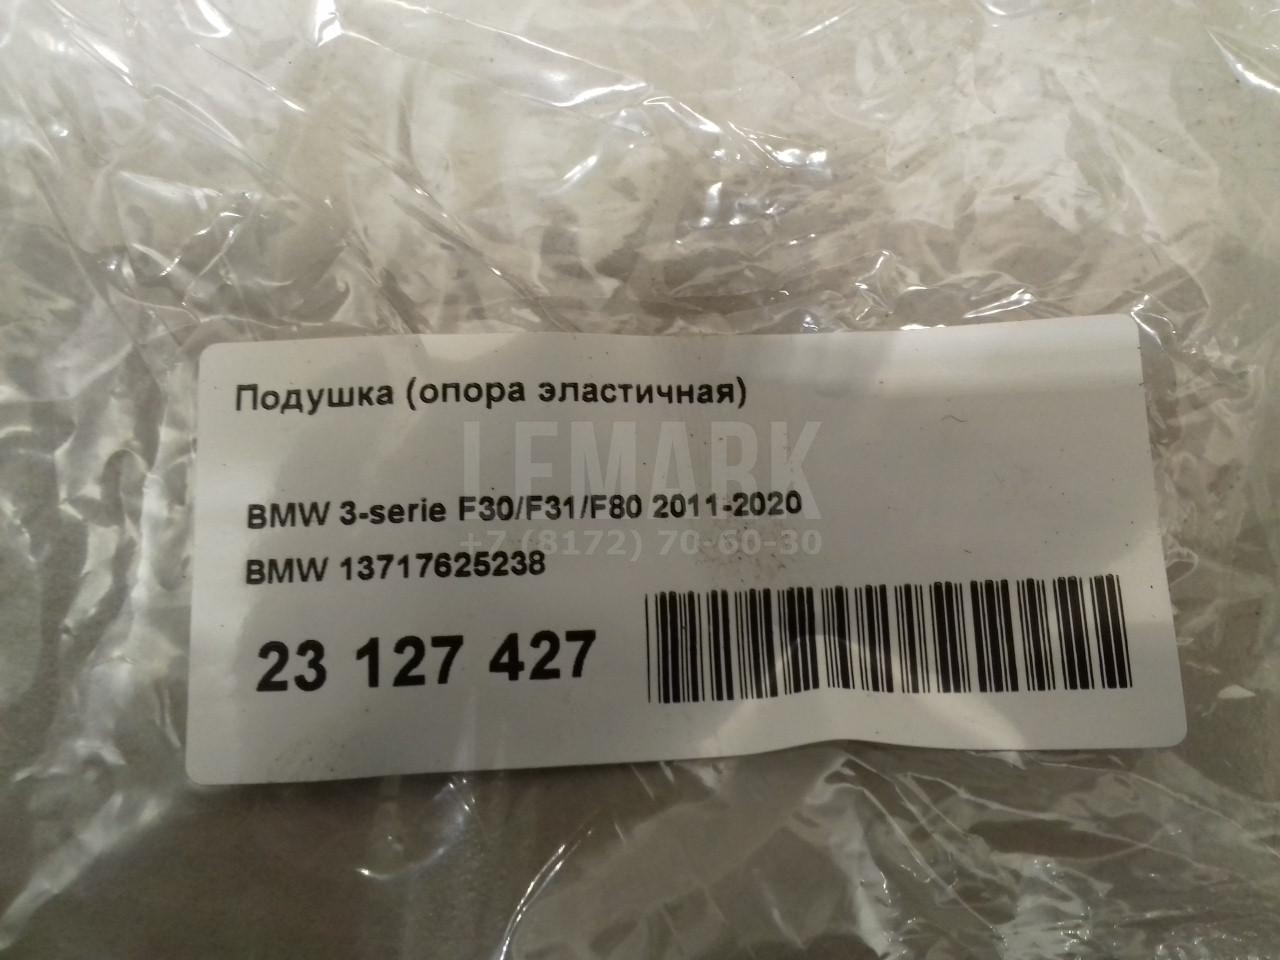 Подушка (опора эластичная)
LEMARK
BMW 3-serie F30/F31/F80 2011-2020
+7 (8172) 70-60-30
BMW 13717625238
23 127 427